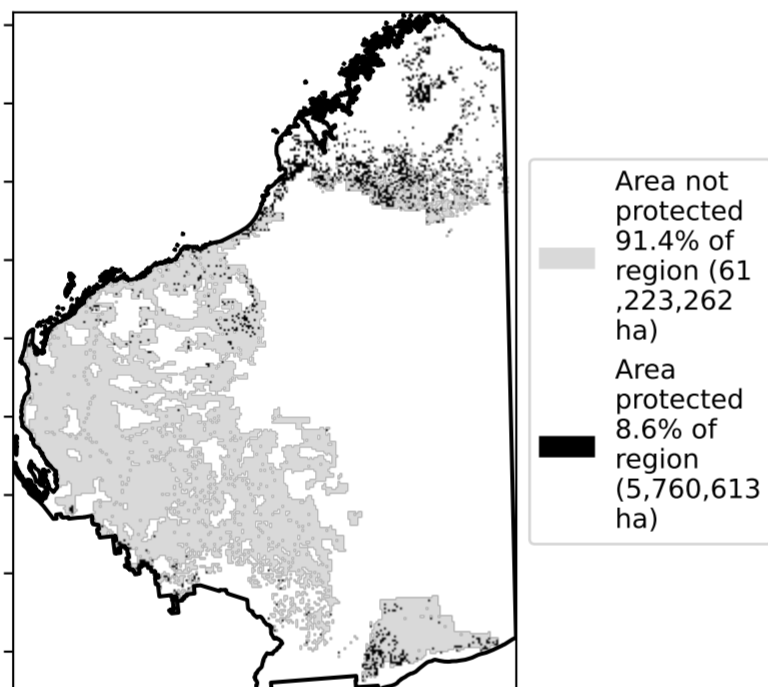 Area not
protected
91.4% of
region (61
,223,262
ha)
Area
protected
8.6% of
region
(5,760,613
ha)